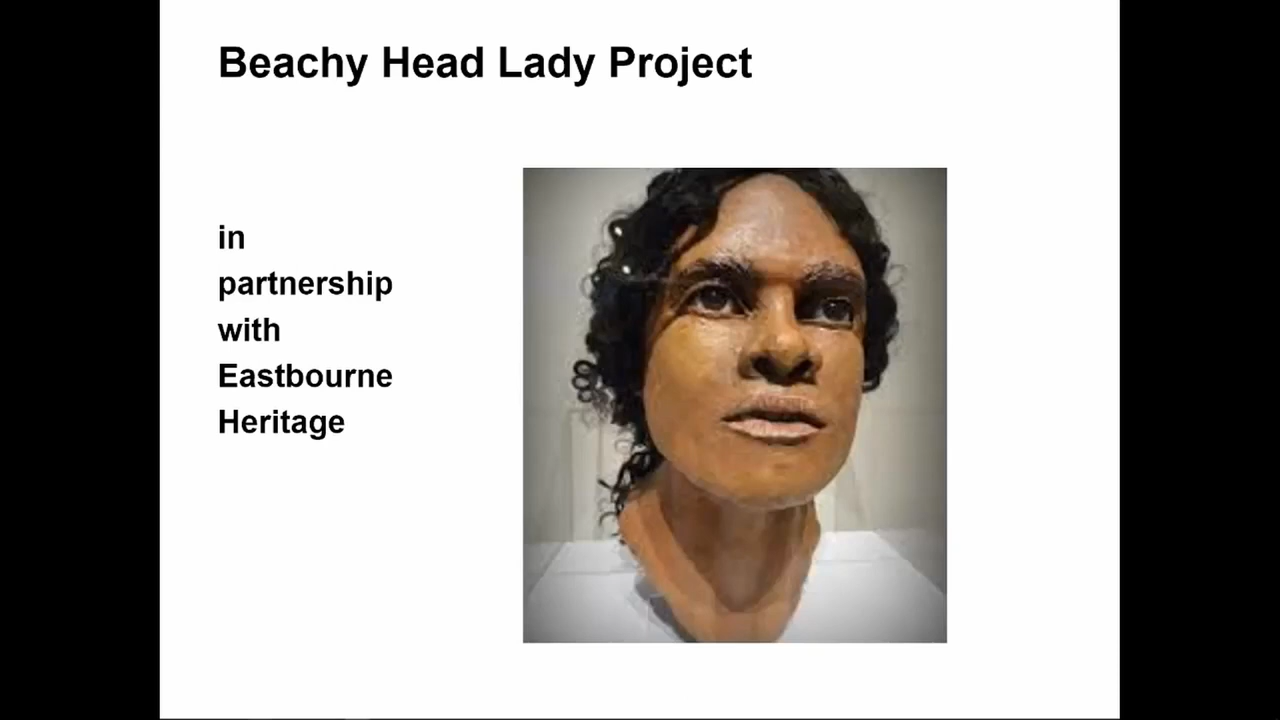 Beachy Head Lady Project
in
partnership
with
Eastbourne
Heritage